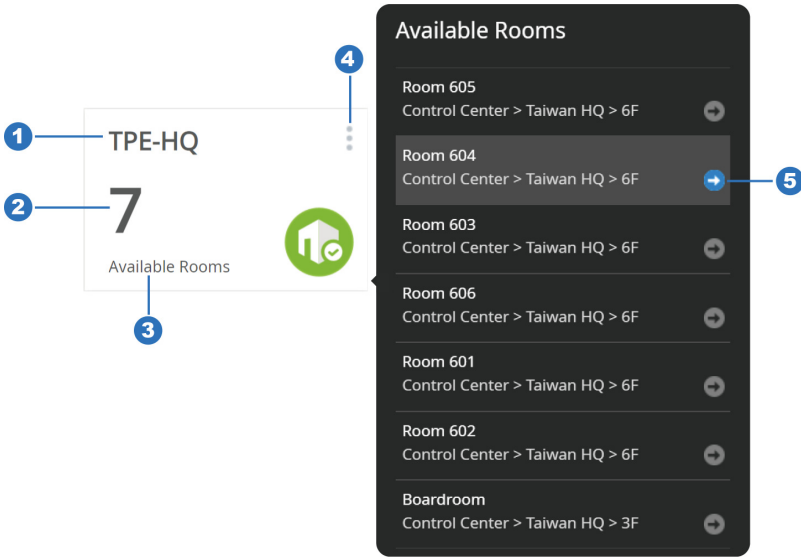 1
TPE-HQ
4
2
7
3
Available Rooms
Available Rooms
Room 605
Control Center > Taiwan HQ > 6F
Room 604
Control Center > Taiwan HQ > 6F
5
Room 603
Control Center > Taiwan HQ > 6F
Room 606
Control Center > Taiwan HQ > 6F
Room 601
Control Center > Taiwan HQ > 6F
Room 602
Control Center > Taiwan HQ > 6F
Boardroom
Control Center > Taiwan HQ > 3F